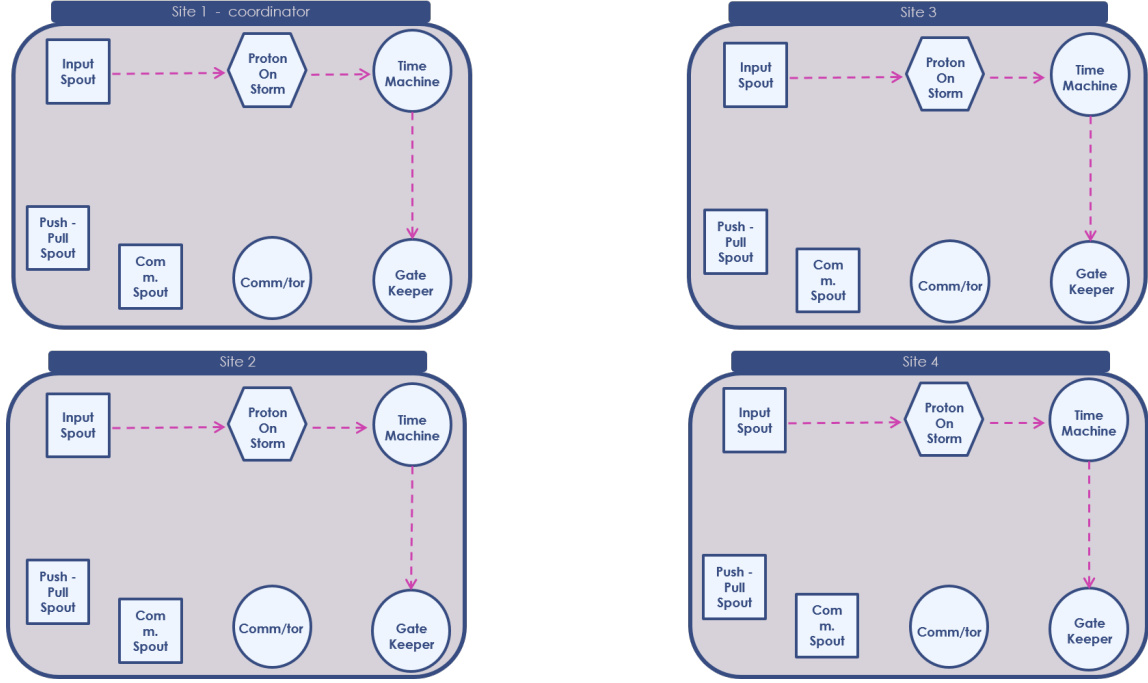 Site 1 - coordinator
Input
Spout
Proton
On
Storm
Time
Machine
Push -
Pull
Spout
Com
m.
Spout
Comm/tor
Gate
Keeper
Site 3
Input
Spout
Proton
On
Storm
Time
Machine
Push -
Pull
Spout
Com
m.
Spout
Comm/tor
Gate
Keeper
Site 2
Input
Spout
Proton
On
Storm
Time
Machine
Push -
Pull
Spout
Com
m.
Spout
Comm/tor
Gate
Keeper
Site 4
Input
Spout
Proton
On
Storm
Time
Machine
Push -
Pull
Spout
Com
m.
Spout
Comm/tor
Gate
Keeper